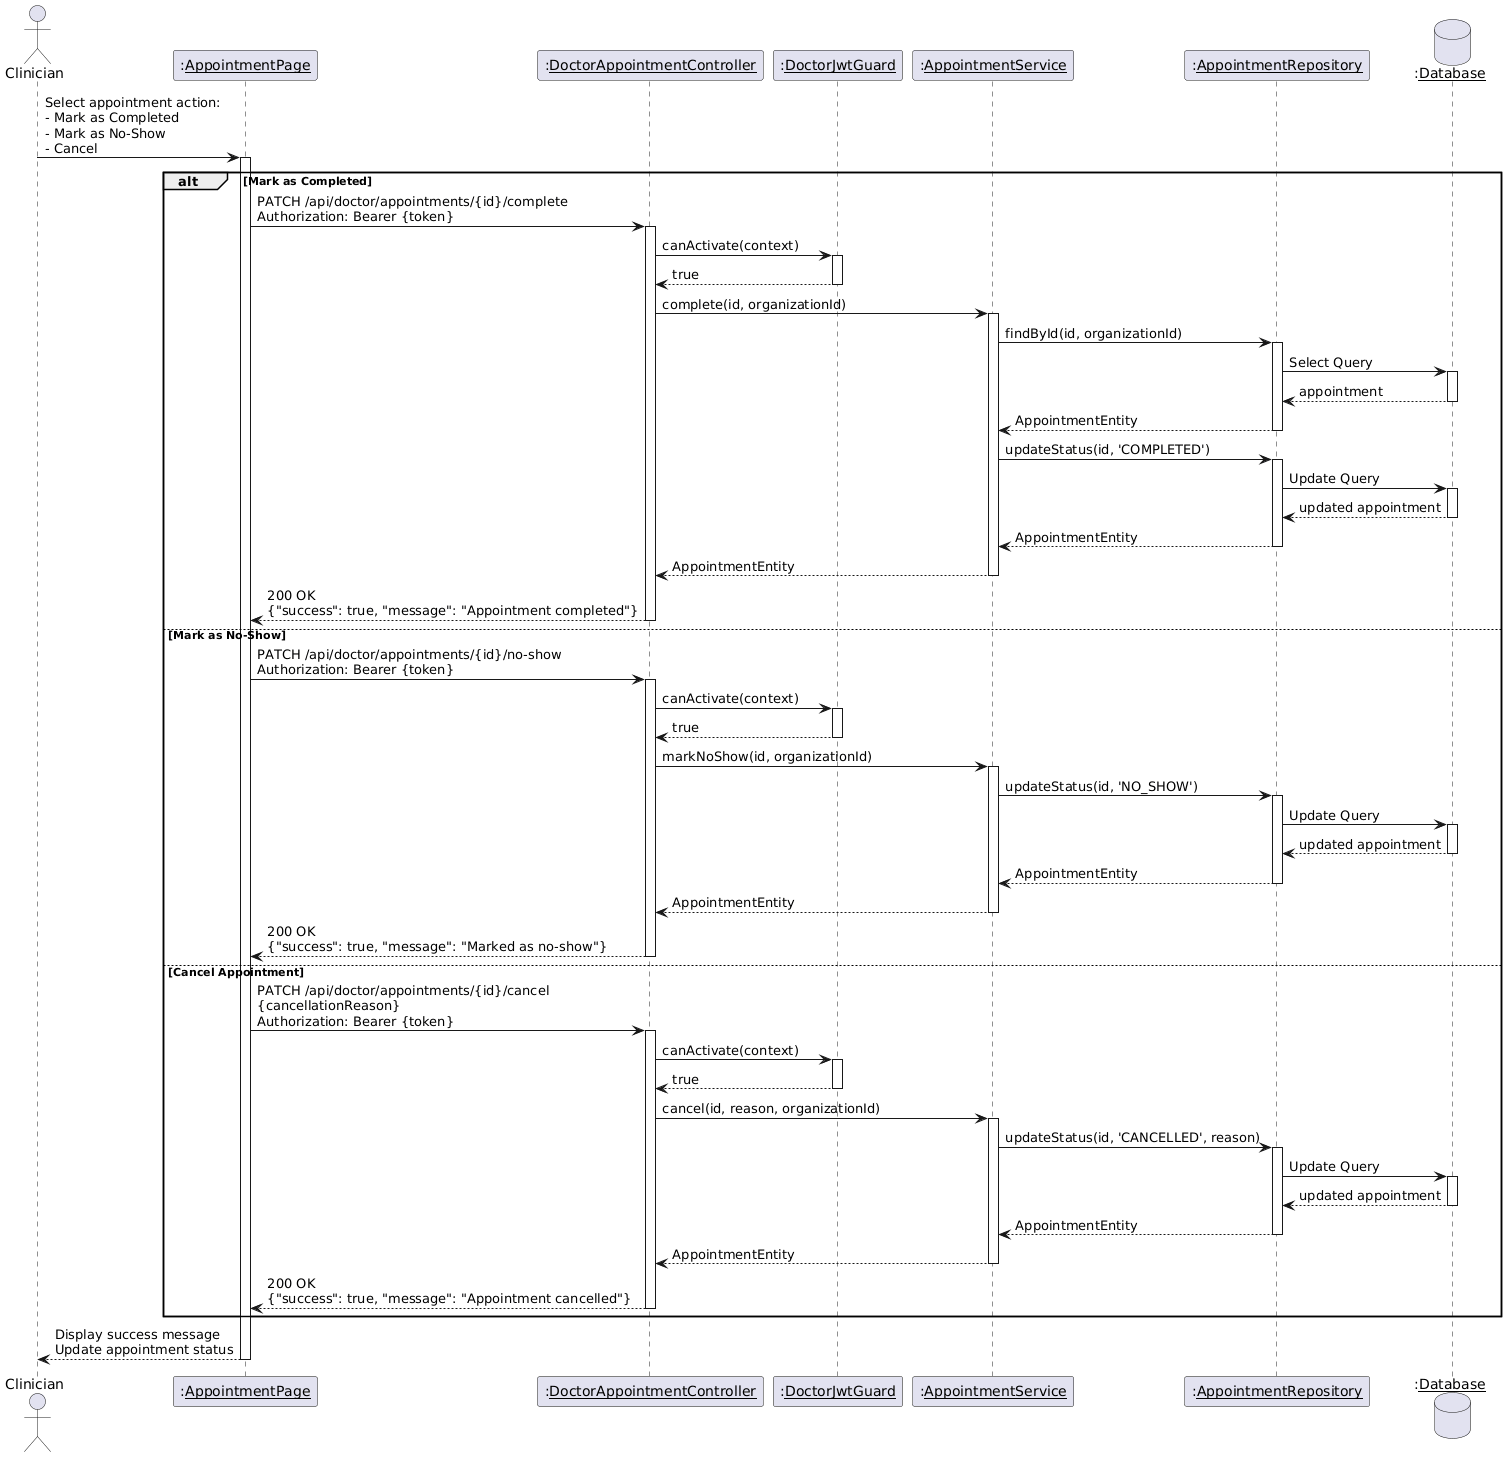 Clinician
:AppointmentPage
:DoctorAppointmentController
:DoctorJwtGuard
:AppointmentService
:AppointmentRepository
:Database
Select appointment action:
- Mark as Completed
- Mark as No-Show
- Cancel
alt
[Mark as Completed]
PATCH /api/doctor/appointments/{id}/complete
Authorization: Bearer {token}
canActivate(context)
true
complete(id, organizationId)
findById(id, organizationId)
Select Query
appointment
AppointmentEntity
updateStatus(id, 'COMPLETED')
Update Query
updated appointment
AppointmentEntity
AppointmentEntity
200 OK
{"success": true, "message": "Appointment completed"}
[Mark as No-Show]
PATCH /api/doctor/appointments/{id}/no-show
Authorization: Bearer {token}
canActivate(context)
true
markNoShow(id, organizationId)
updateStatus(id, 'NO_SHOW')
Update Query
updated appointment
AppointmentEntity
AppointmentEntity
200 OK
{"success": true, "message": "Marked as no-show"}
[Cancel Appointment]
PATCH /api/doctor/appointments/{id}/cancel
{cancellationReason}
Authorization: Bearer {token}
canActivate(context)
true
cancel(id, reason, organizationId)
updateStatus(id, 'CANCELLED', reason)
Update Query
updated appointment
AppointmentEntity
AppointmentEntity
200 OK
{"success": true, "message": "Appointment cancelled"}
Display success message
Update appointment status
Clinician
:AppointmentPage
:DoctorAppointmentController
:DoctorJwtGuard
:AppointmentService
:AppointmentRepository
:Database